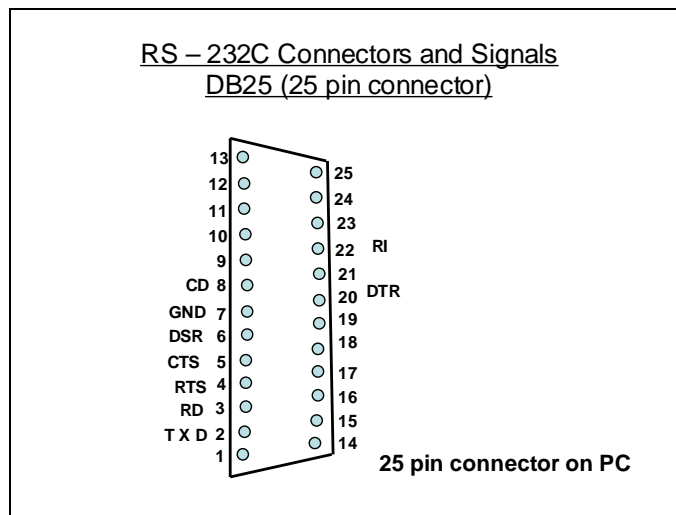 RS – 232C Connectors and Signals
DB25 (25 pin connector)
13
25
12
24
11
23
10
22 RI
9
21
CD 8
20 DTR
GND 7
19
DSR 6
18
CTS 5
17
RTS 4
16
RD 3
15
T X D 2
14
1
25 pin connector on PC